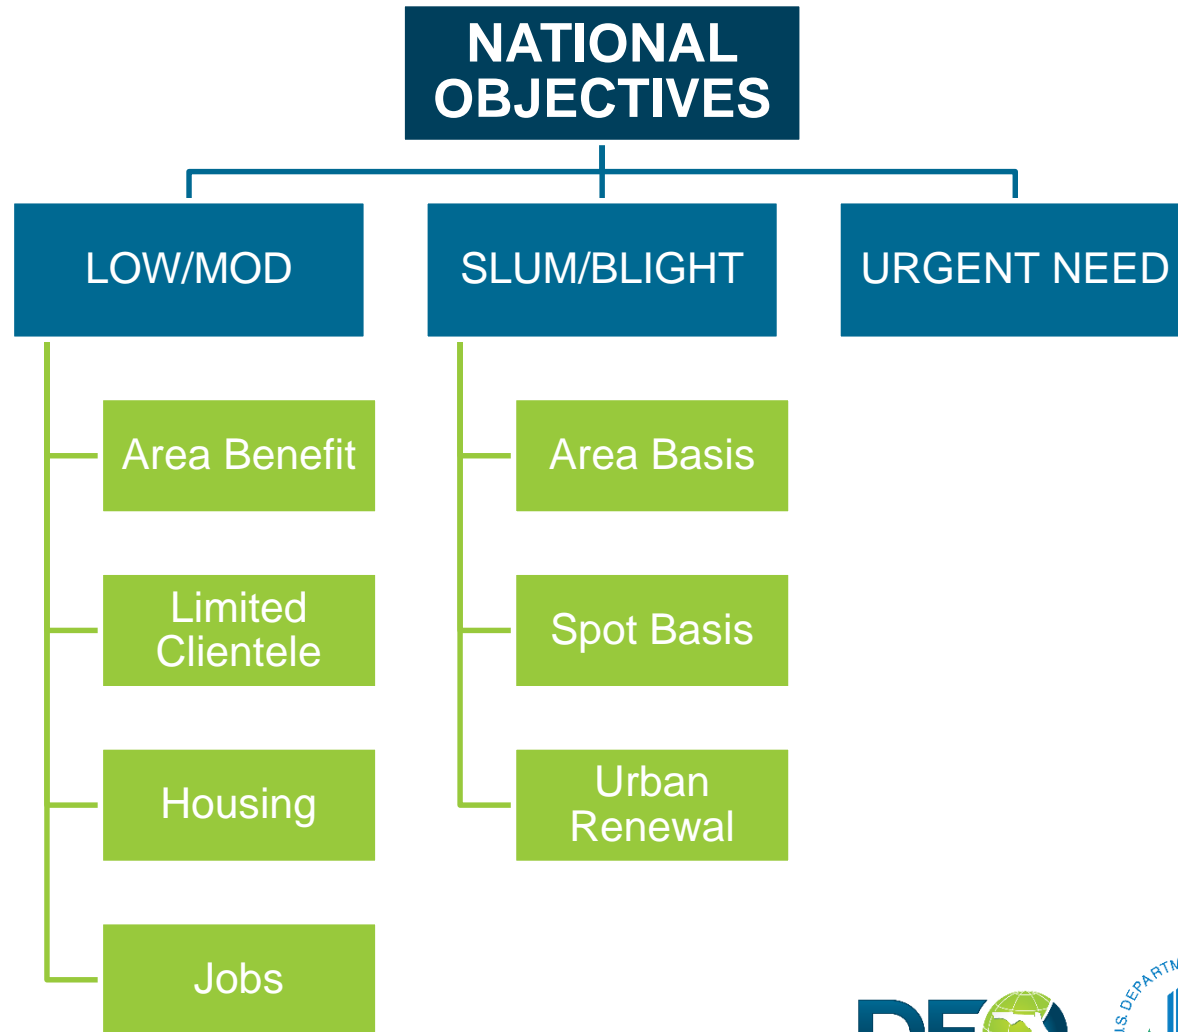 NATIONAL
OBJECTIVES
LOW/MOD
SLUM/BLIGHT
URGENT NEED
Area Benefit
Area Basis
Limited
Clientele
Spot Basis
Housing
Urban
Renewal
Jobs